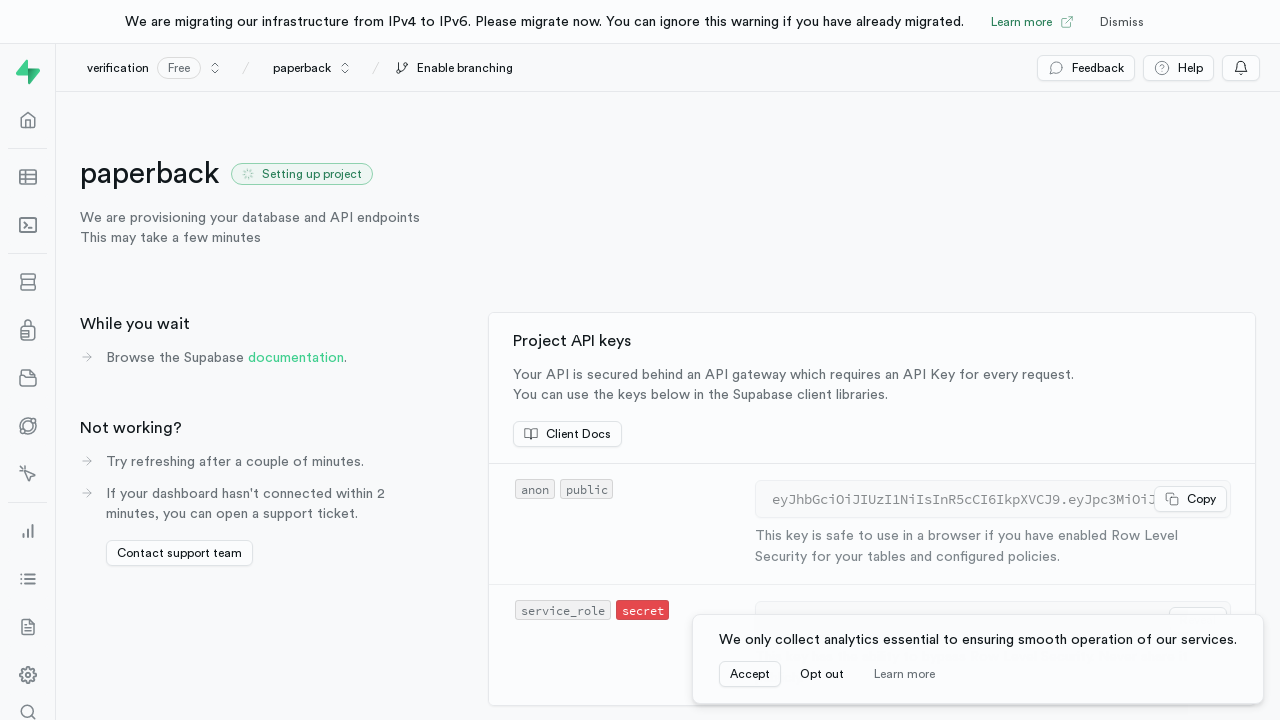 We are migrating our infrastructure from IPv4 to IPv6. Please migrate now. You can ignore this warning if you have already migrated. Learn more Dismiss
verification Free / paperback / Enable branching Feedback Help
paperback Setting up project
We are provisioning your database and API endpoints
This may take a few minutes
While you wait
Browse the Supabase documentation.
Not working?
Try refreshing after a couple of minutes.
If your dashboard hasn't connected within 2
minutes, you can open a support ticket.
Contact support team
Project API keys
Your API is secured behind an API gateway which requires an API Key for every request.
You can use the keys below in the Supabase client libraries.
Client Docs
anon public
eyJhbGciOiJIUzI1NiIsInR5cCI6IkpXVCJ9.eyJpc3MiOiJ Copy
This key is safe to use in a browser if you have enabled Row Level
Security for your tables and configured policies.
service_role secret
We only collect analytics essential to ensuring smooth operation of our services.
Accept Opt out Learn more